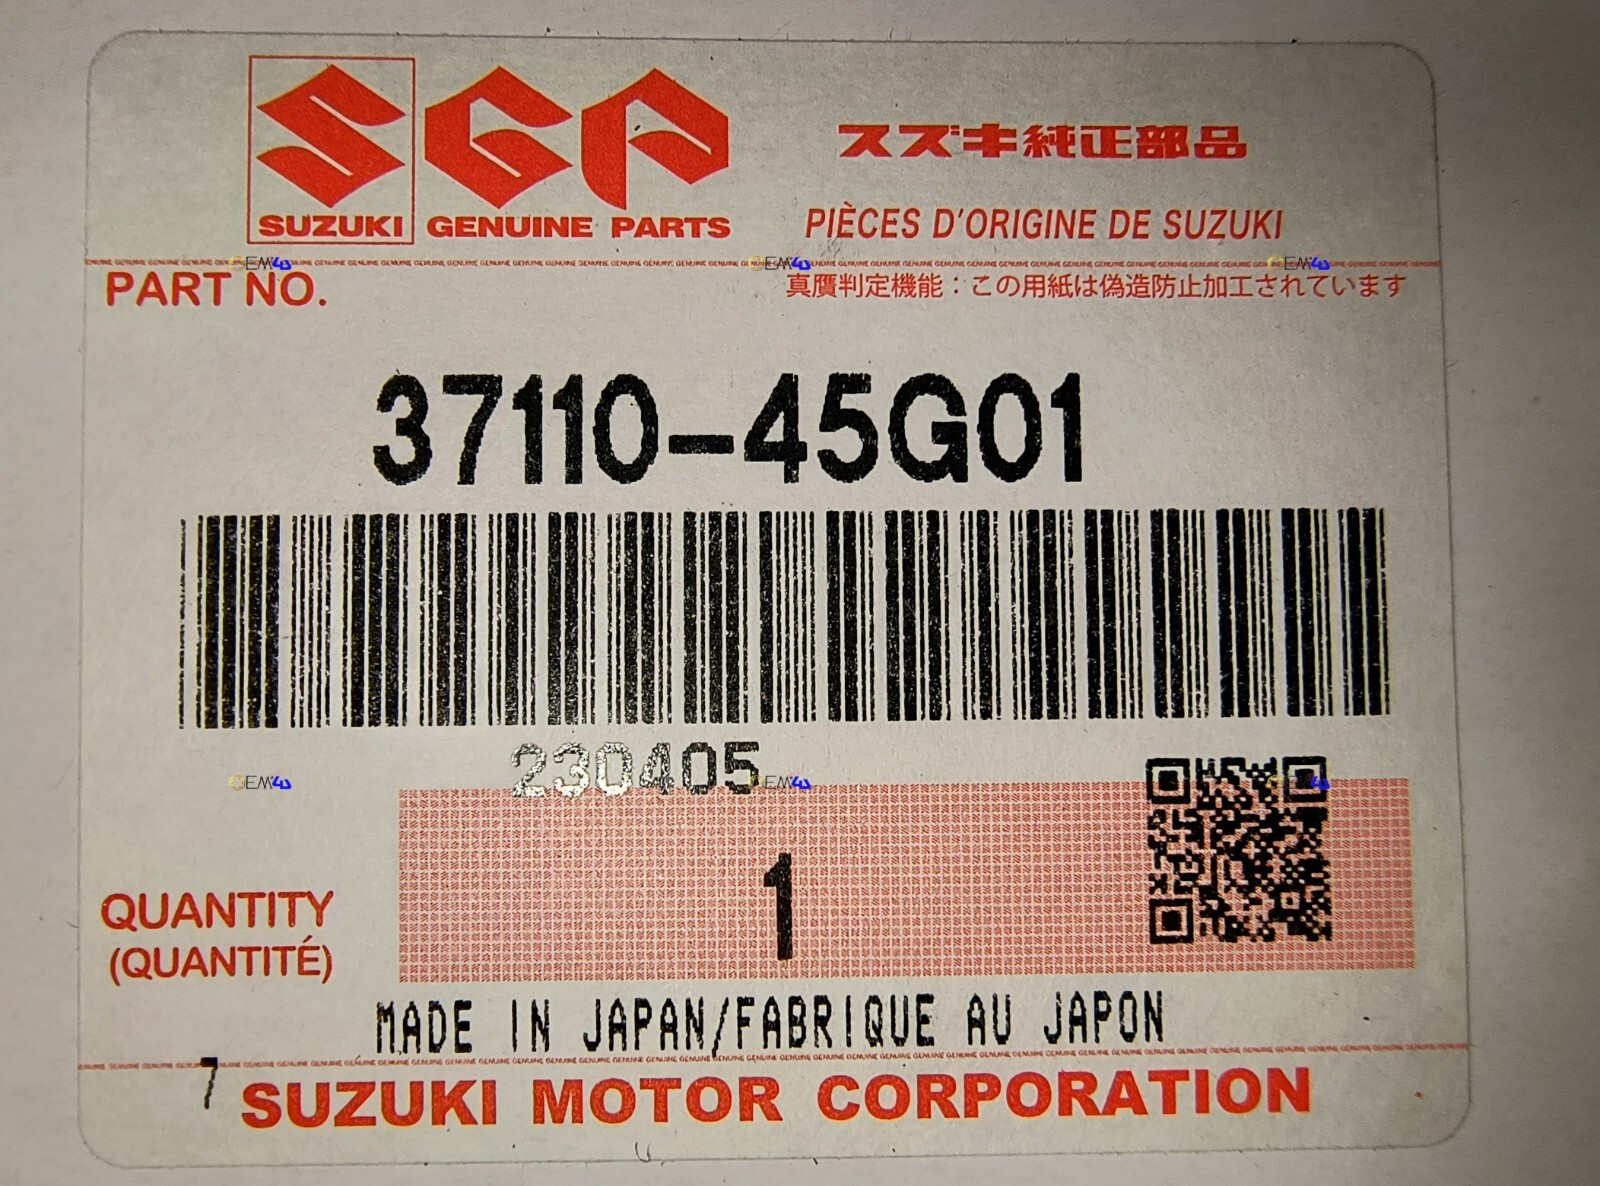 SGP
SUZUKI GENUINE PARTS
スズキ純正部品
PIÈCES D'ORIGINE DE SUZUKI
PART NO.
真贋判定機能：この用紙は偽造防止加工されています
37110-45G01
230405
QUANTITY
(QUANTITÉ)
1
MADE IN JAPAN/FABRIQUE AU JAPON
7
SUZUKI MOTOR CORPORATION